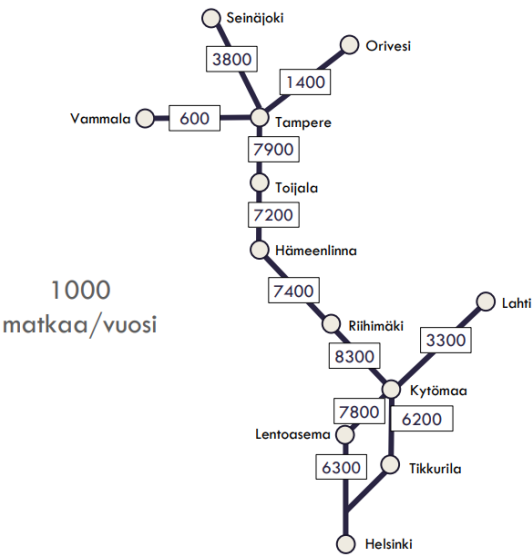 Seinäjoki
Orivesi
3800
1400
Vammala
600
Tampere
7900
Toijala
7200
Hämeenlinna
7400
1000
matkaa/vuosi
Lahti
Riihimäki
3300
8300
Kytömaa
7800
6200
Lentoasema
6300
Tikkurila
Helsinki